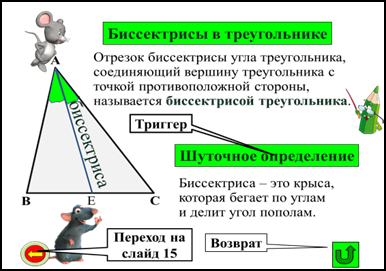 Биссектрисы в треугольнике
A
Отрезок биссектрисы угла треугольника,
соединяющий вершину треугольника с
точкой противоположной стороны,
называется биссектрисой треугольника.
биссектриса
Триггер
Шуточное определение
Биссектриса – это крыса,
которая бегает по углам
и делит угол пополам.
B E C
Переход на
слайд 15
Возврат